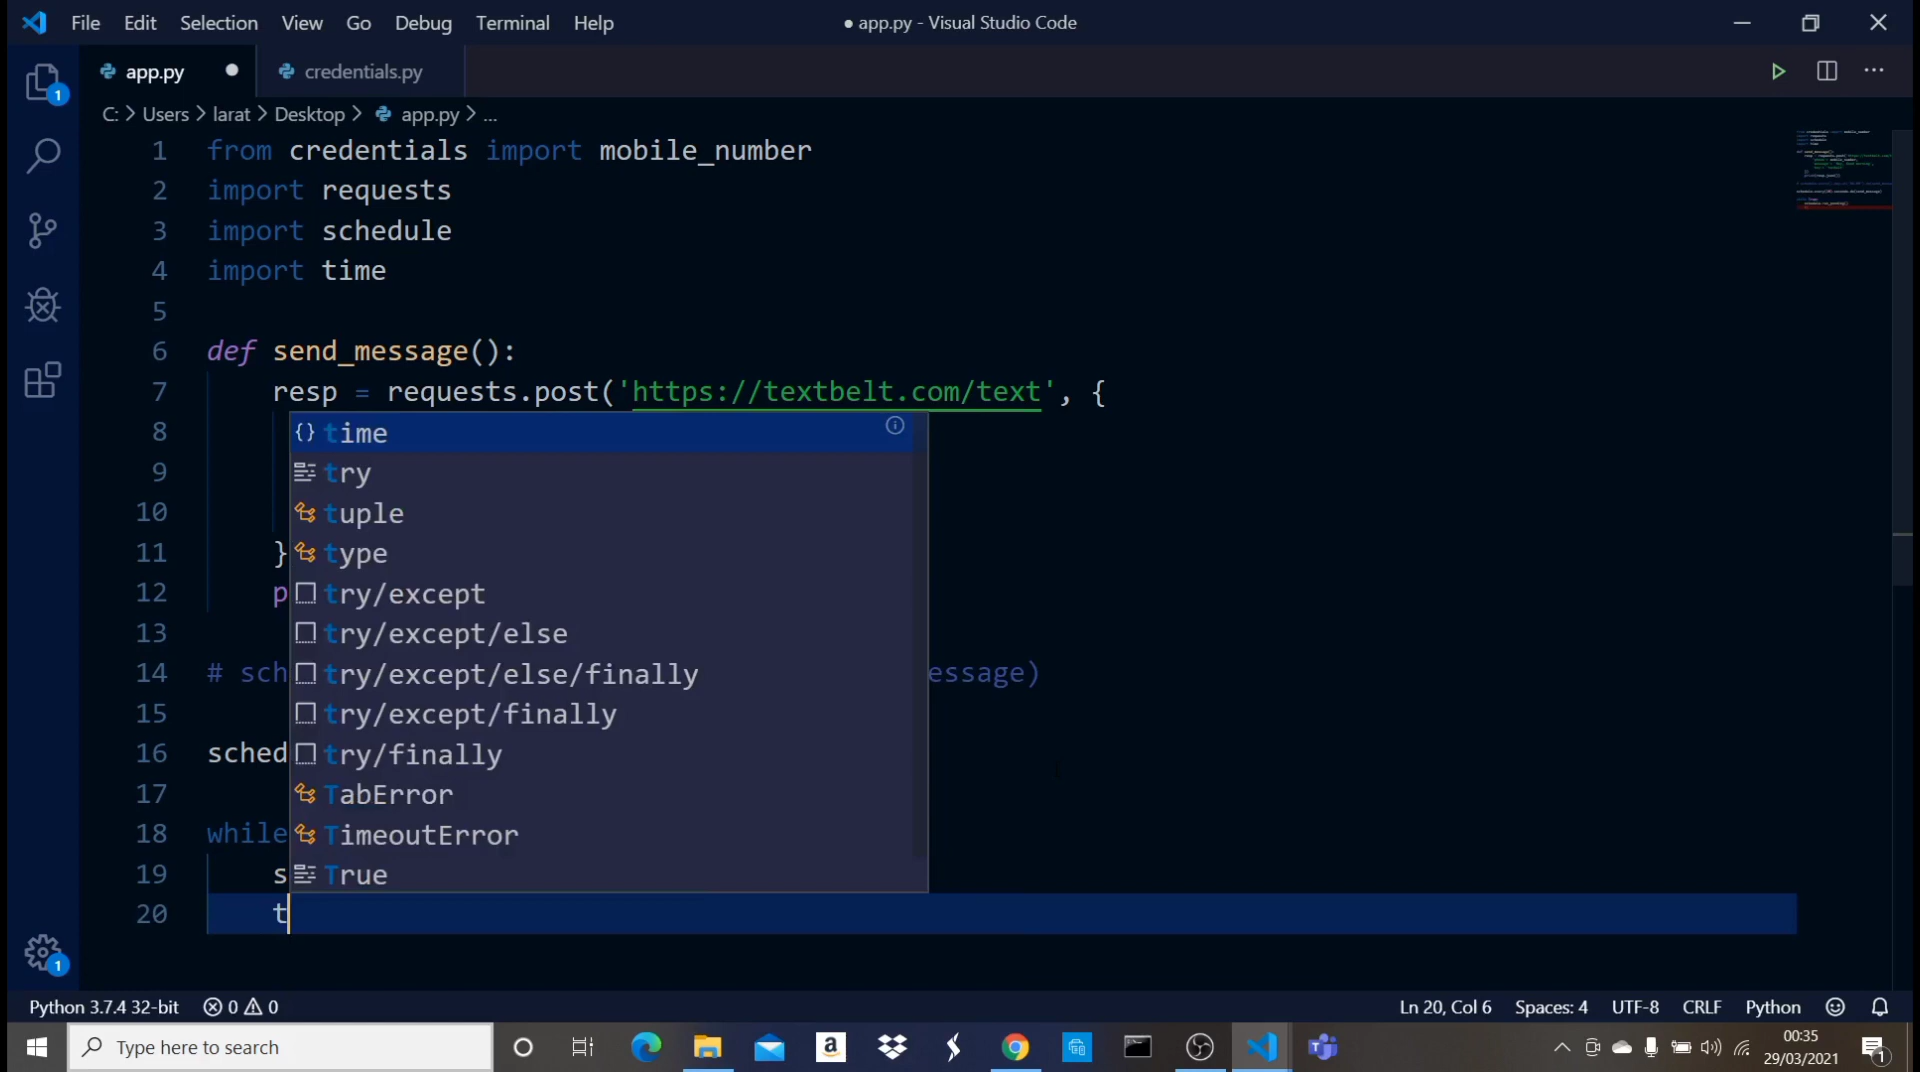 File Edit Selection View Go Debug Terminal Help ● app.py - Visual Studio Code
app.py credentials.py
C: > Users > larat > Desktop > app.py > ...
1 from credentials import mobile_number
2 import requests
3 import schedule
4 import time
5
6 def send_message():
7 resp = requests.post('https://textbelt.com/text', {
8 time
9 try
10 tuple
11 } type
12 p try/except
13 try/except/else
14 # sch try/except/else/finally essage)
15 try/except/finally
16 sched try/finally
17 TabError
18 while TimeoutError
19 s True
20 t
1
1
Python 3.7.4 32-bit 0 0 Ln 20, Col 6 Spaces: 4 UTF-8 CRLF Python
Type here to search
00:35
29/03/2021
1